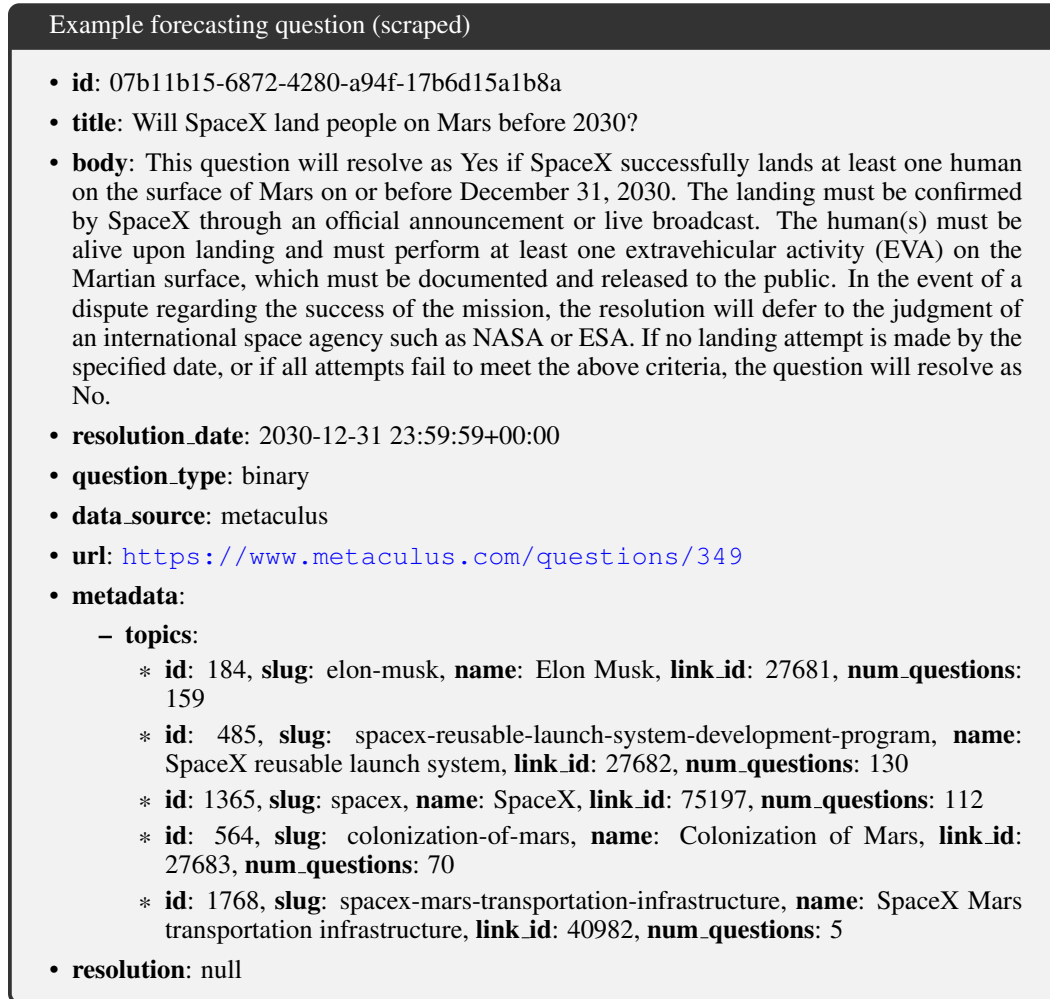 Example forecasting question (scraped)
• id: 07b11b15-6872-4280-a94f-17b6d15a1b8a
• title: Will SpaceX land people on Mars before 2030?
• body: This question will resolve as Yes if SpaceX successfully lands at least one human
on the surface of Mars on or before December 31, 2030. The landing must be confirmed
by SpaceX through an official announcement or live broadcast. The human(s) must be
alive upon landing and must perform at least one extravehicular activity (EVA) on the
Martian surface, which must be documented and released to the public. In the event of a
dispute regarding the success of the mission, the resolution will defer to the judgment of
an international space agency such as NASA or ESA. If no landing attempt is made by the
specified date, or if all attempts fail to meet the above criteria, the question will resolve as
No.
• resolution_date: 2030-12-31 23:59:59+00:00
• question_type: binary
• data_source: metaculus
• url: https://www.metaculus.com/questions/349
• metadata:
– topics:
* id: 184, slug: elon-musk, name: Elon Musk, link_id: 27681, num_questions:
159
* id: 485, slug: spacex-reusable-launch-system-development-program, name:
SpaceX reusable launch system, link_id: 27682, num_questions: 130
* id: 1365, slug: spacex, name: SpaceX, link_id: 75197, num_questions: 112
* id: 564, slug: colonization-of-mars, name: Colonization of Mars, link_id:
27683, num_questions: 70
* id: 1768, slug: spacex-mars-transportation-infrastructure, name: SpaceX Mars
transportation infrastructure, link_id: 40982, num_questions: 5
• resolution: null